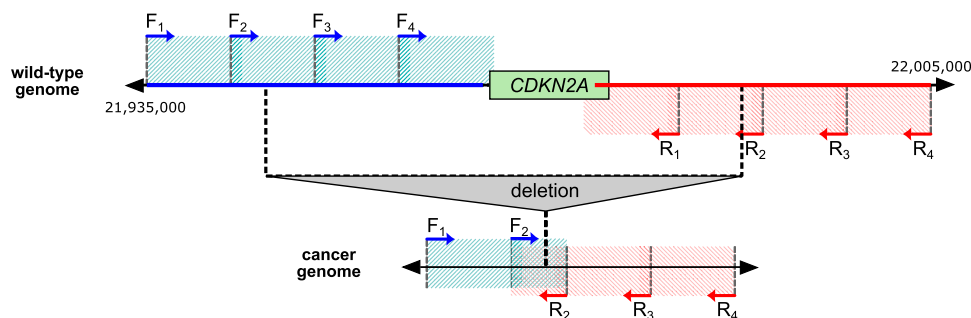 F1 F2 F3 F4
wild-type
genome
21,935,000
CDKN2A
22,005,000
R1 R2 R3 R4
deletion
F1 F2
cancer
genome
R2 R3 R4